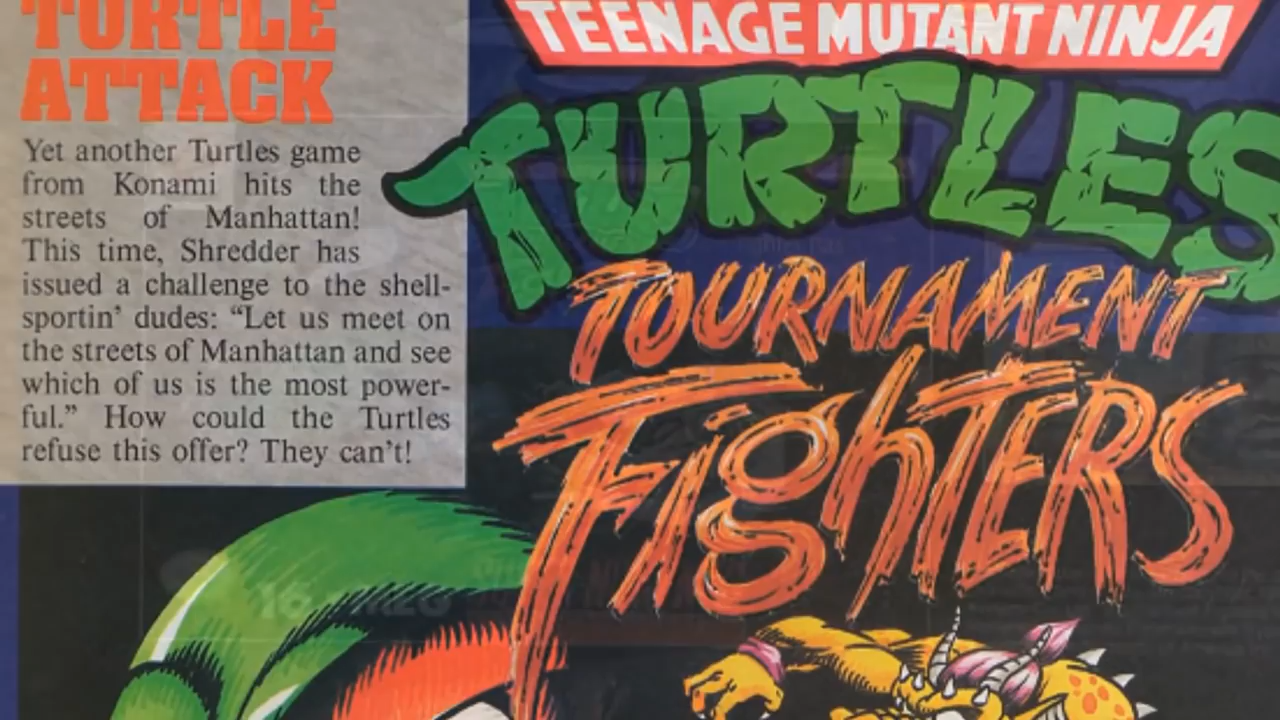 TURTLE
ATTACK
Yet another Turtles game
from Konami hits the
streets of Manhattan!
This time, Shredder has
issued a challenge to the shell-
sportin' dudes: “Let us meet on
the streets of Manhattan and see
which of us is the most power-
ful.” How could the Turtles
refuse this offer? They can't!
TEENAGE MUTANT NINJA
TURTLES
TOURNAMENT
FighTERS